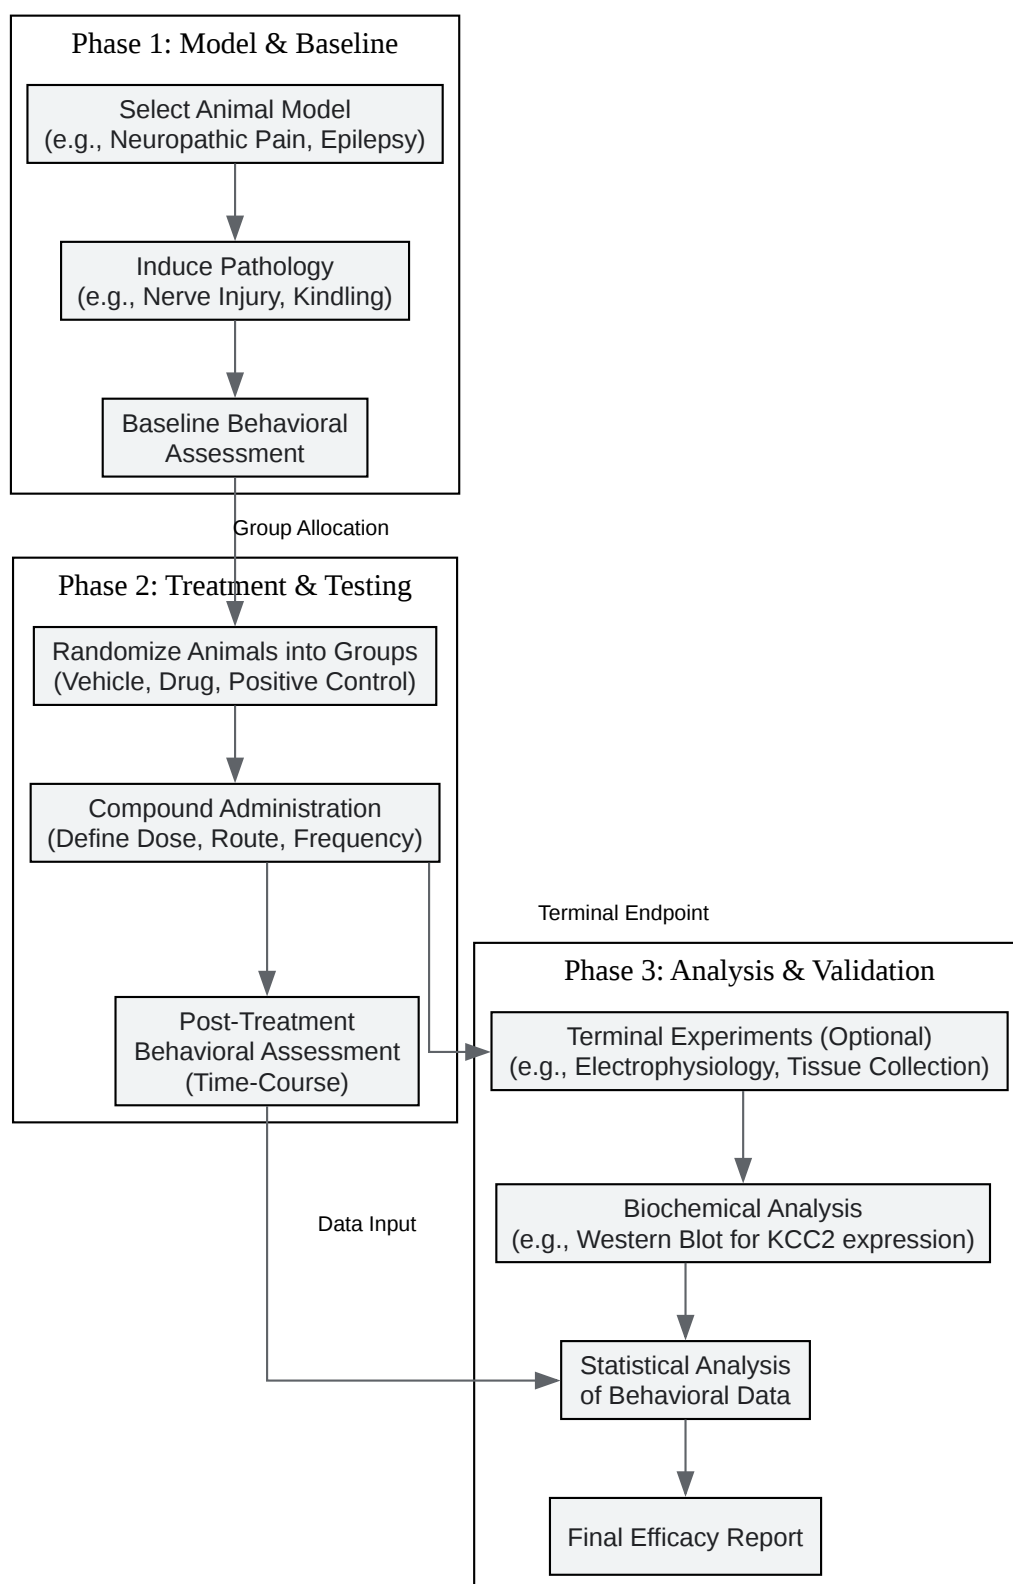 Phase 1: Model & Baseline
Select Animal Model
(e.g., Neuropathic Pain, Epilepsy)
Induce Pathology
(e.g., Nerve Injury, Kindling)
Baseline Behavioral
Assessment
Group Allocation
Phase 2: Treatment & Testing
Randomize Animals into Groups
(Vehicle, Drug, Positive Control)
Compound Administration
(Define Dose, Route, Frequency)
Post-Treatment
Behavioral Assessment
(Time-Course)
Terminal Endpoint
Phase 3: Analysis & Validation
Terminal Experiments (Optional)
(e.g., Electrophysiology, Tissue Collection)
Data Input
Biochemical Analysis
(e.g., Western Blot for KCC2 expression)
Statistical Analysis
of Behavioral Data
Final Efficacy Report